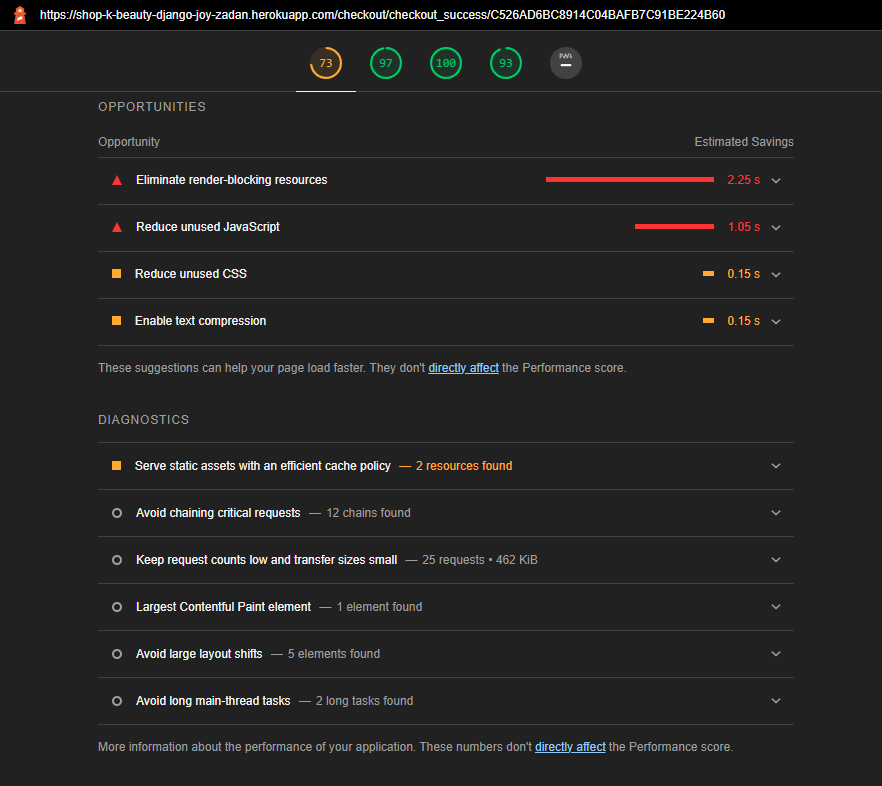 https://shop-k-beauty-django-joy-zadan.herokuapp.com/checkout/checkout_success/C526AD6BC8914C04BAFB7C91BE224B60
73 97 100 93 PWA
OPPORTUNITIES
Opportunity Estimated Savings
Eliminate render-blocking resources 2.25 s
Reduce unused JavaScript 1.05 s
Reduce unused CSS 0.15 s
Enable text compression 0.15 s
These suggestions can help your page load faster. They don't directly affect the Performance score.
DIAGNOSTICS
Serve static assets with an efficient cache policy — 2 resources found
Avoid chaining critical requests — 12 chains found
Keep request counts low and transfer sizes small — 25 requests • 462 KiB
Largest Contentful Paint element — 1 element found
Avoid large layout shifts — 5 elements found
Avoid long main-thread tasks — 2 long tasks found
More information about the performance of your application. These numbers don't directly affect the Performance score.